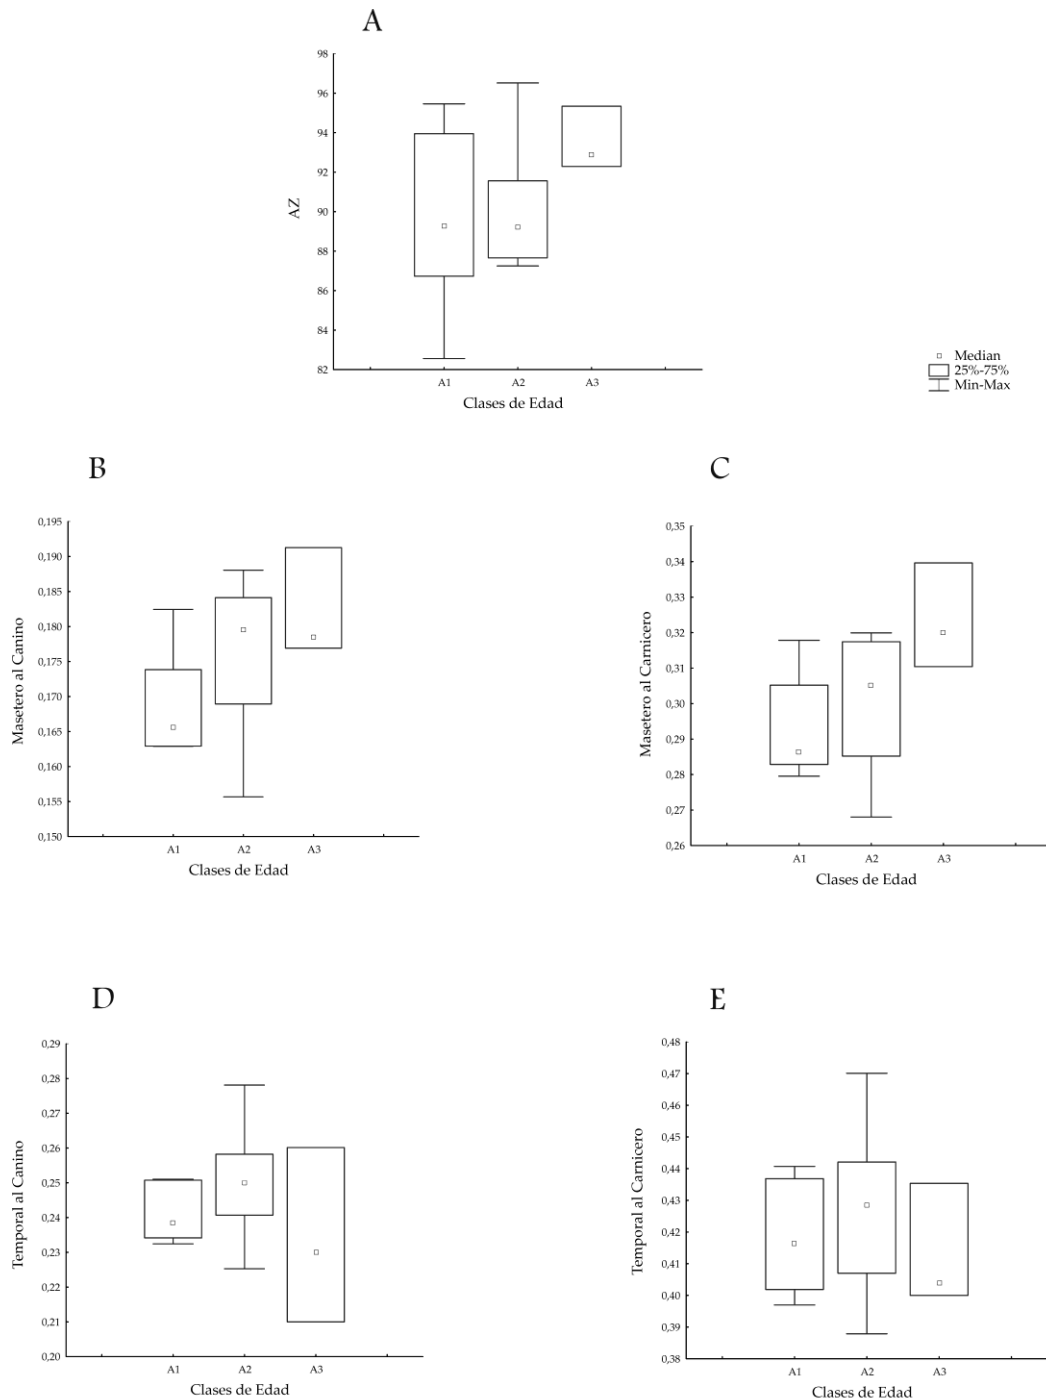 A
98
96
94
92
90
88
86
84
82
AZ
A1 A2 A3
Clases de Edad
Median
25%-75%
Min-Max
B
0,195
0,190
0,185
0,180
0,175
0,170
0,165
0,160
0,155
0,150
Masetero al Canino
A1 A2 A3
Clases de Edad
C
0,35
0,34
0,33
0,32
0,31
0,30
0,29
0,28
0,27
0,26
Masetero al Carnicero
A1 A2 A3
Clases de Edad
D
0,29
0,28
0,27
0,26
0,25
0,24
0,23
0,22
0,21
0,20
Temporal al Canino
A1 A2 A3
Clases de Edad
E
0,48
0,47
0,46
0,45
0,44
0,43
0,42
0,41
0,40
0,39
0,38
Temporal al Carnicero
A1 A2 A3
Clases de Edad